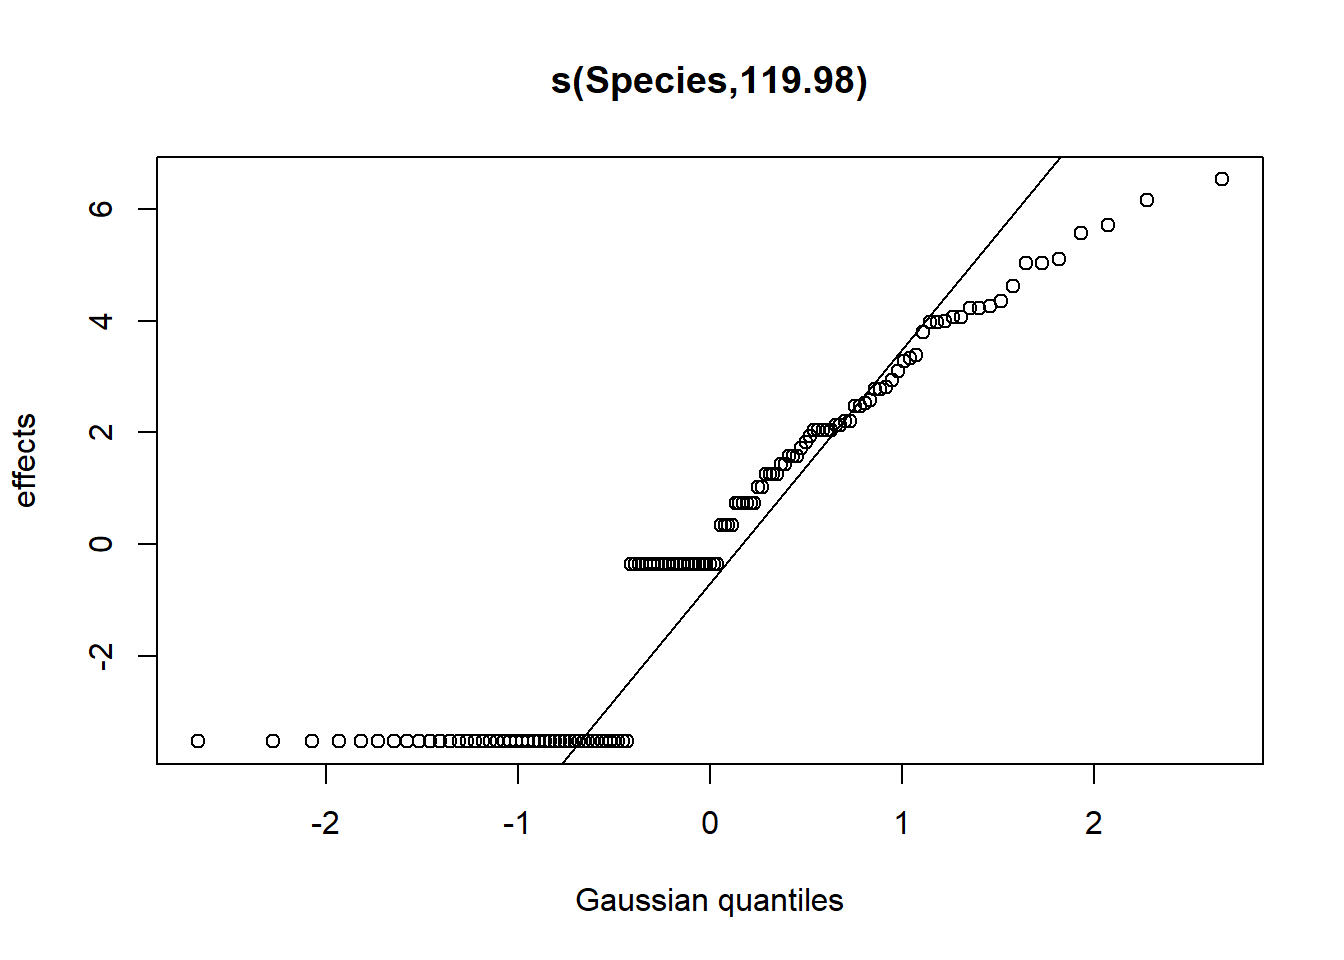 s(Species,119.98)
6
4
2
0
-2
effects
-2 -1 0 1 2
Gaussian quantiles